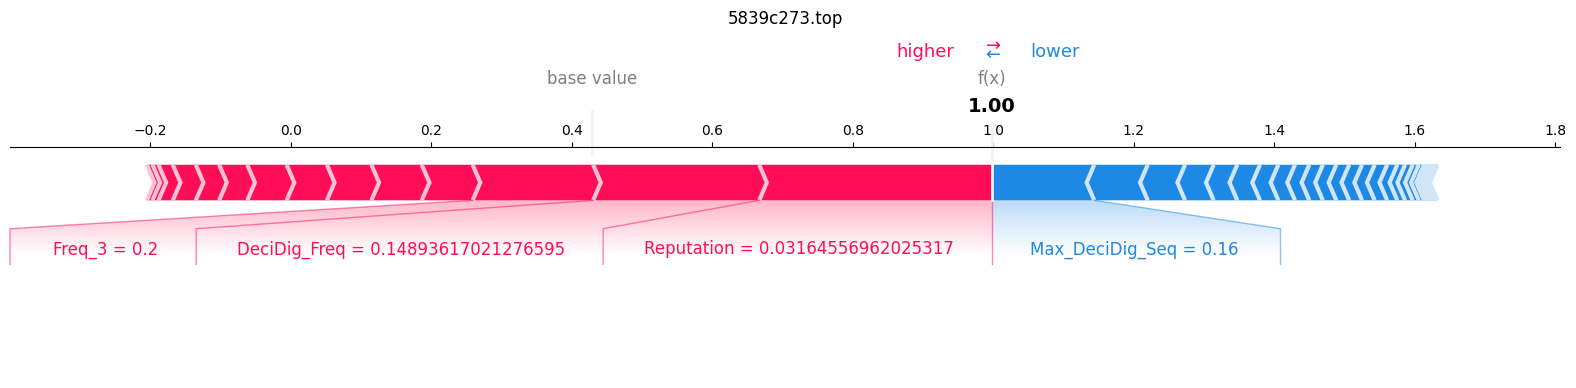 5839c273.top
higher → ← lower
base value f(x)
1.00
−0.2 0.0 0.2 0.4 0.6 0.8 1.0 1.2 1.4 1.6 1.8
Freq_3 = 0.2 DeciDig_Freq = 0.14893617021276595 Reputation = 0.03164556962025317 Max_DeciDig_Seq = 0.16